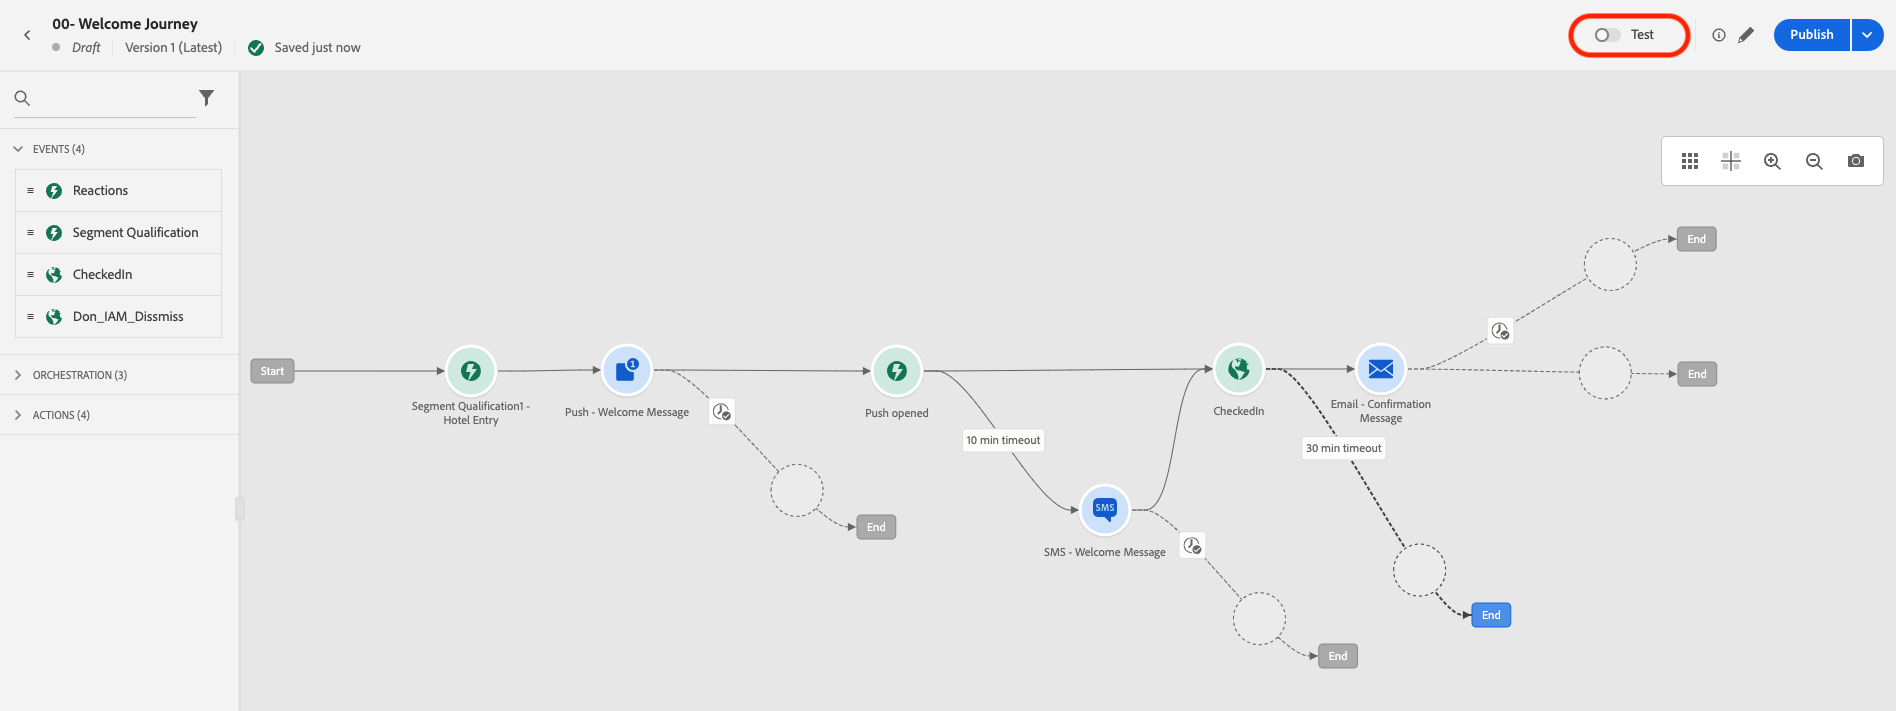 00- Welcome Journey
Draft
Version 1 (Latest)
Saved just now
Test
Publish
EVENTS (4)
Reactions
Segment Qualification
CheckedIn
Don_IAM_Dissmiss
ORCHESTRATION (3)
ACTIONS (4)
Start
Segment Qualification1 -
Hotel Entry
1
Push - Welcome Message
End
Push opened
10 min timeout
SMS
SMS - Welcome Message
End
CheckedIn
30 min timeout
End
Email - Confirmation
Message
End
End